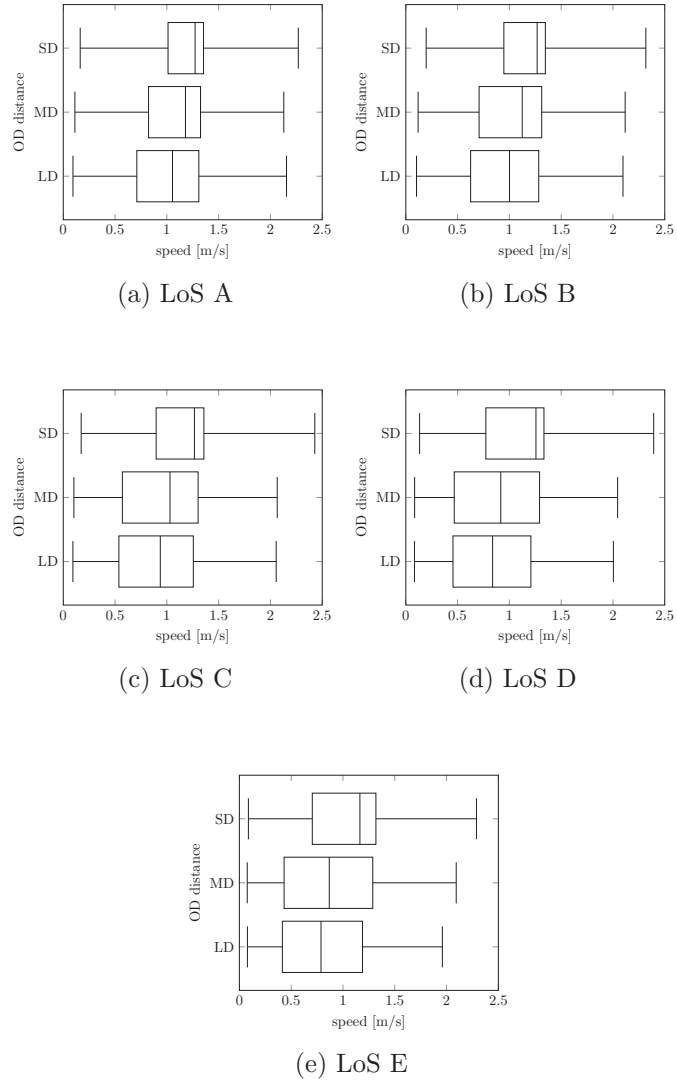 SD
MD
LD
OD distance
0 0.5 1 1.5 2 2.5
speed [m/s]
(a) LoS A
SD
MD
LD
OD distance
0 0.5 1 1.5 2 2.5
speed [m/s]
(b) LoS B
SD
MD
LD
OD distance
0 0.5 1 1.5 2 2.5
speed [m/s]
(c) LoS C
SD
MD
LD
OD distance
0 0.5 1 1.5 2 2.5
speed [m/s]
(d) LoS D
SD
MD
LD
OD distance
0 0.5 1 1.5 2 2.5
speed [m/s]
(e) LoS E